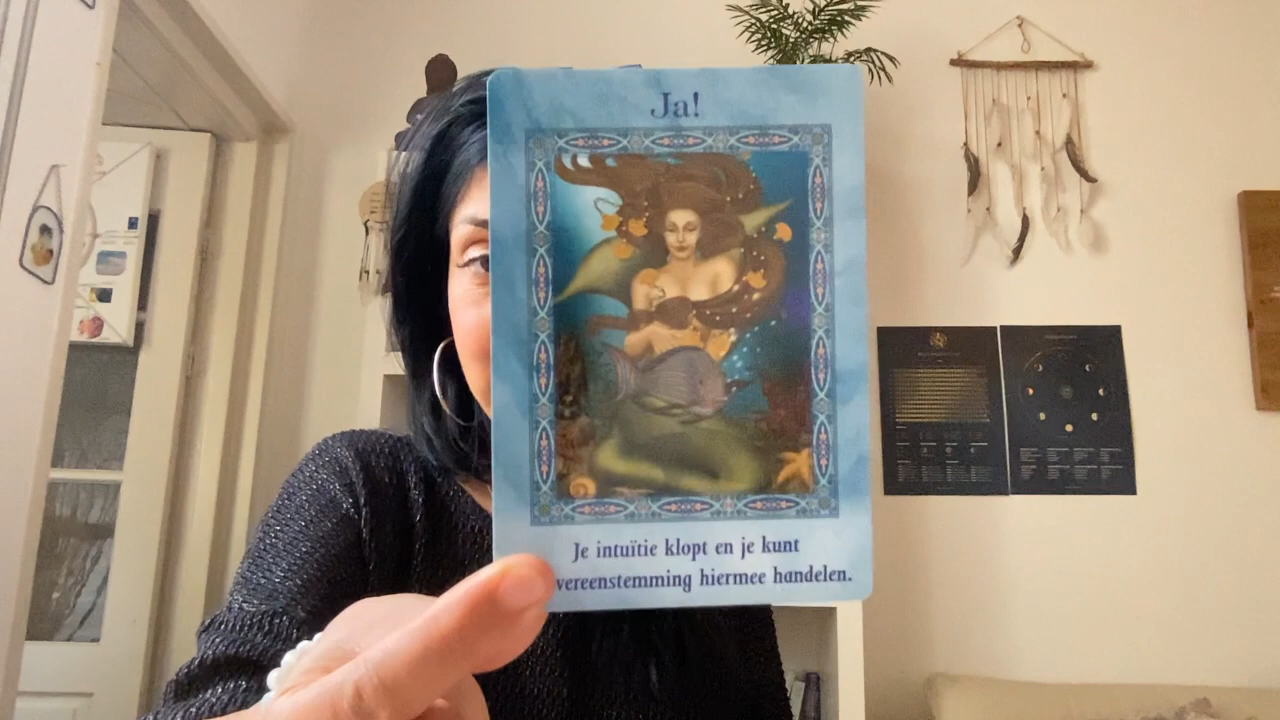 Ja!
Je intuïtie klopt en je kunt
vereenstemming hiermee handelen.